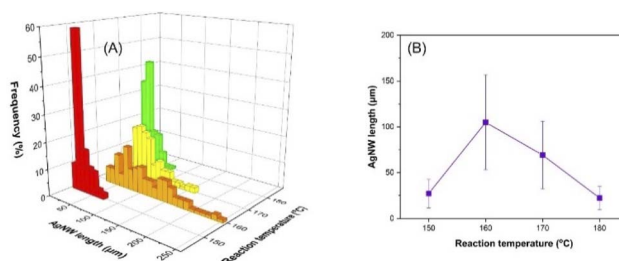 (A)
60
50
40
30
20
10
0
Frequency (%)
50
100
150
200
250
AgNW length (µm)
150
160
170
180
Reaction temperature (°C)
(B)
200
150
100
50
0
AgNW length (µm)
150 160 170 180
Reaction temperature (°C)